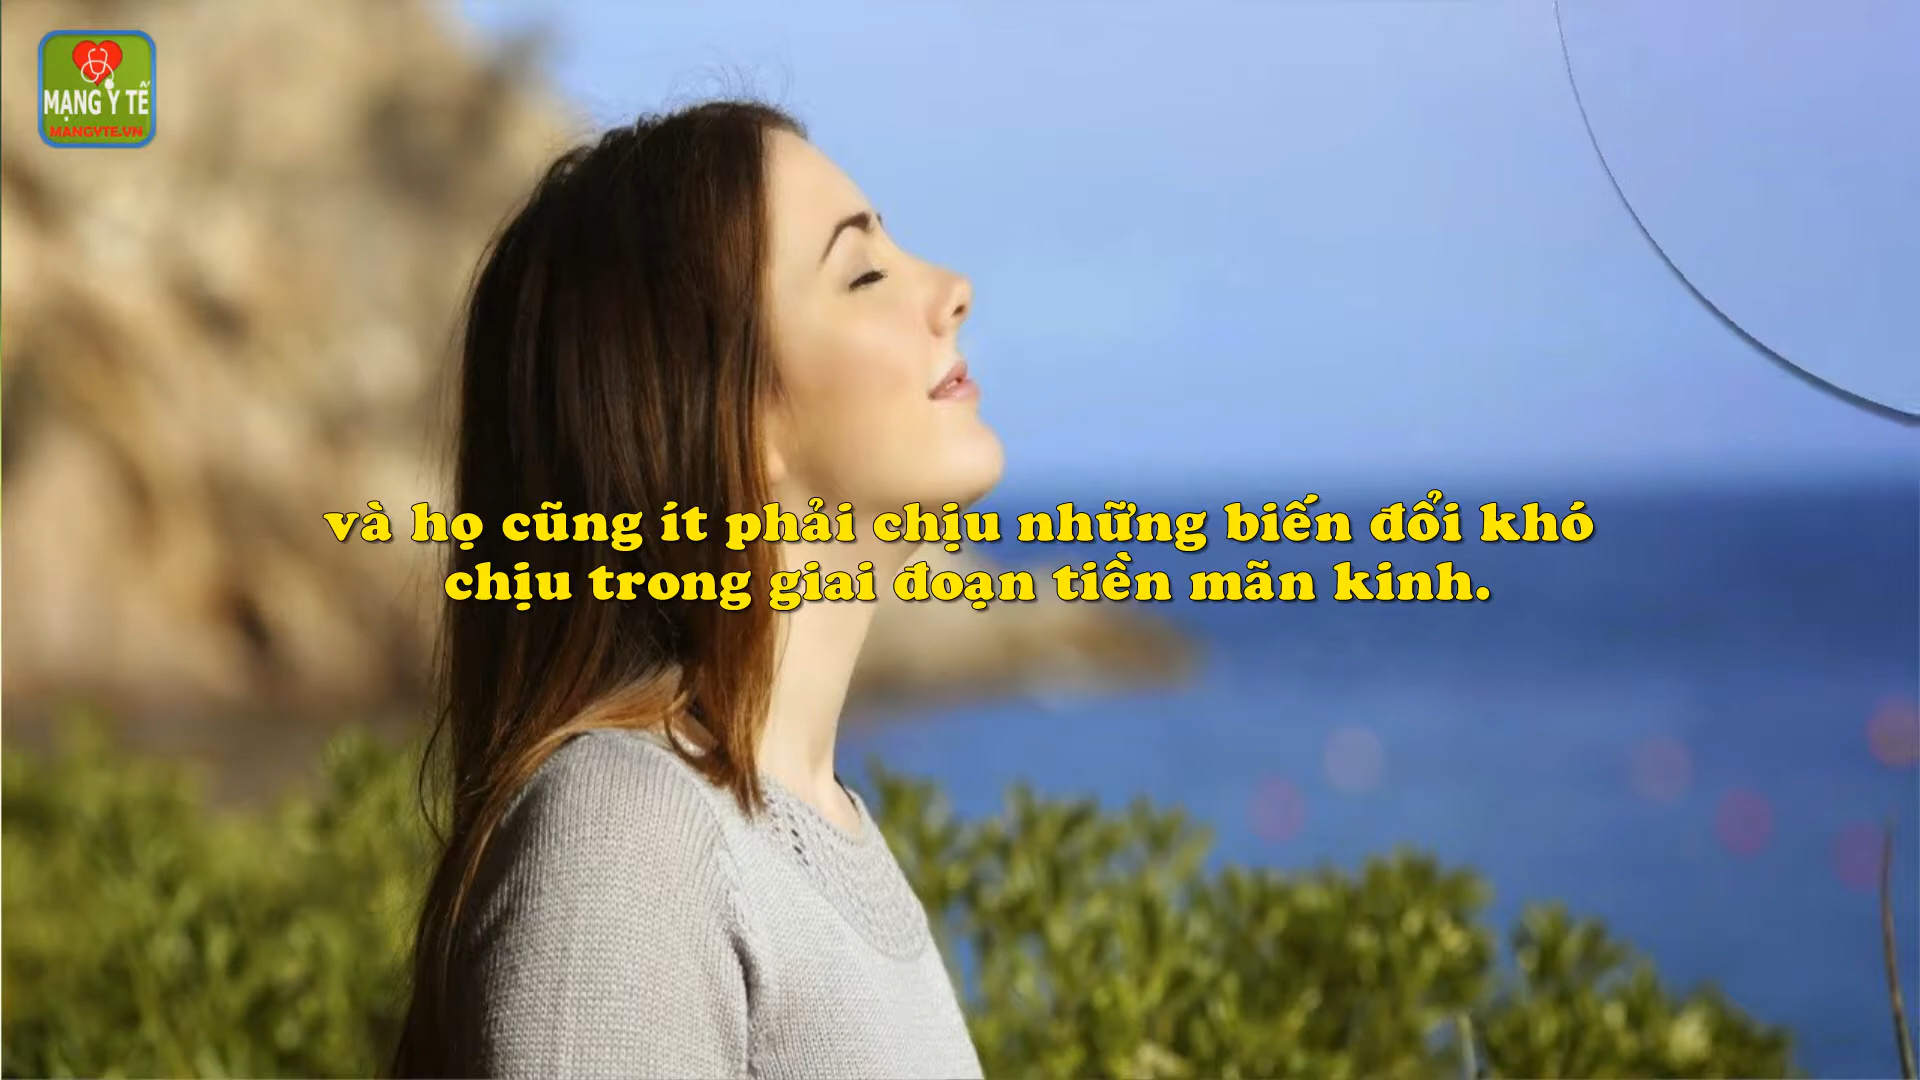 MẠNG Y TẾ
MANGYTE.VN
và họ cũng ít phải chịu những biến đổi khó
chịu trong giai đoạn tiền mãn kinh.